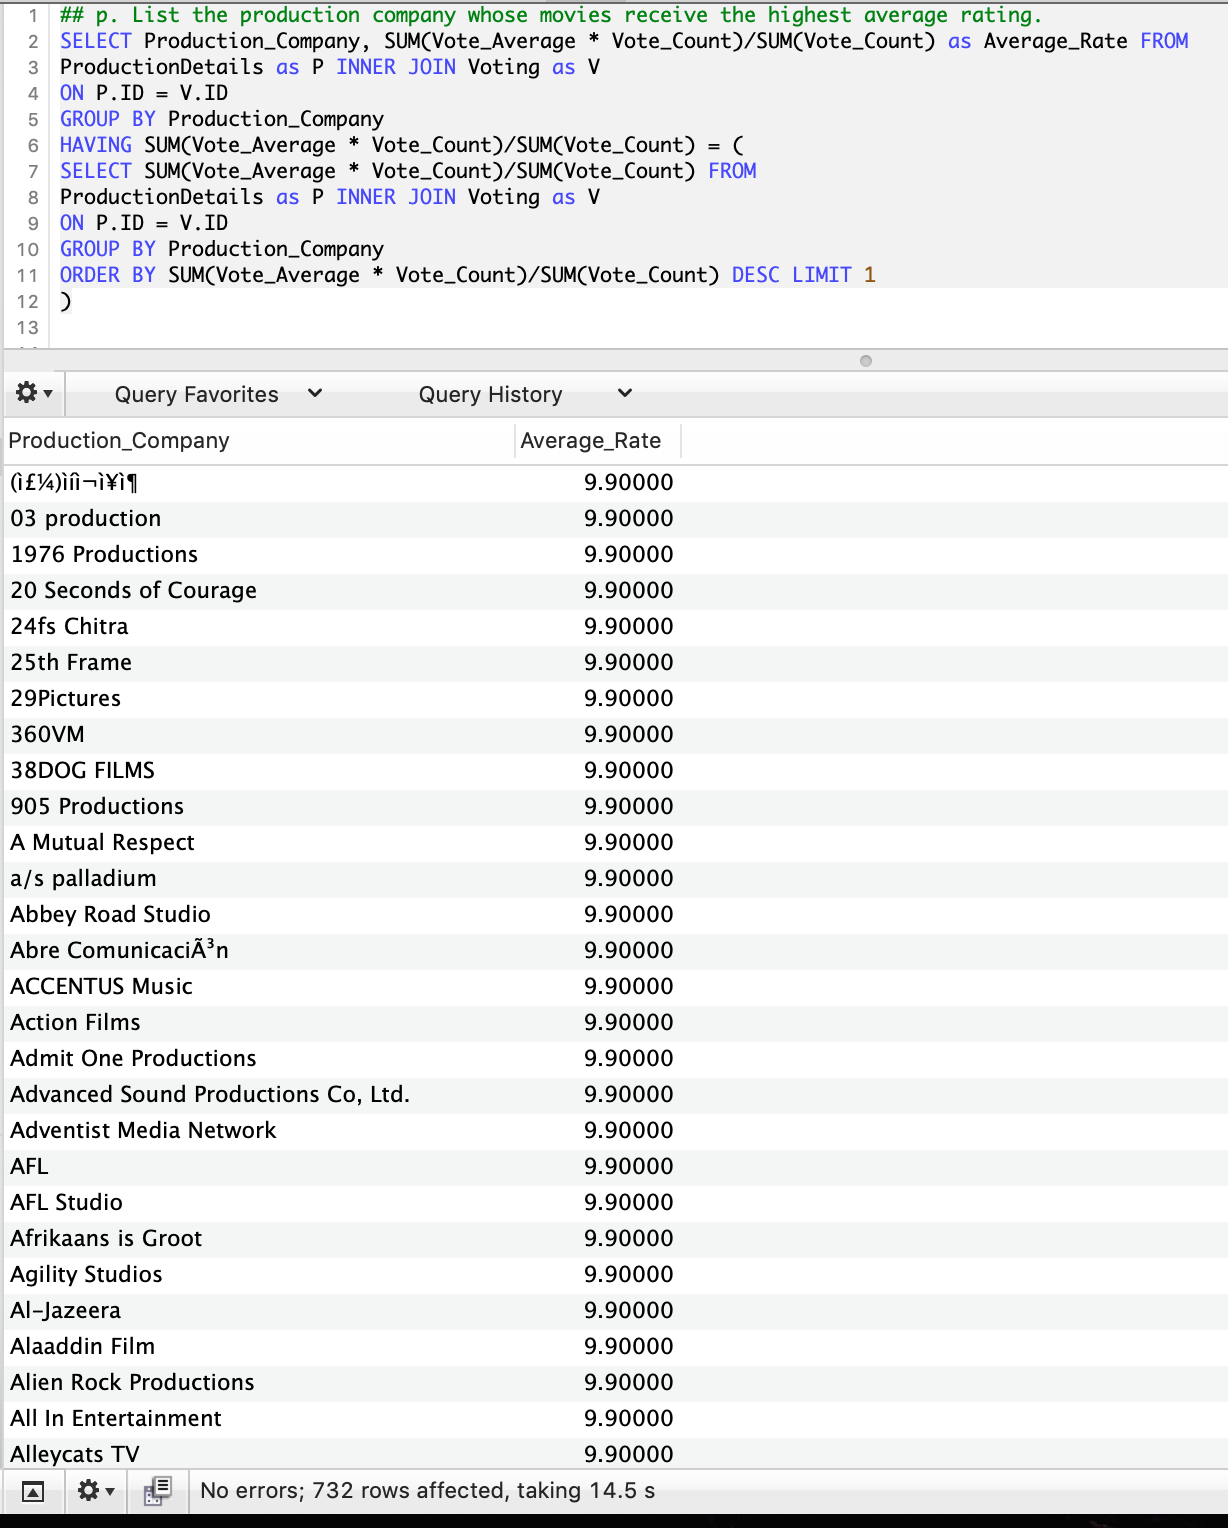 1 ## p. List the production company whose movies receive the highest average rating.
2 SELECT Production_Company, SUM(Vote_Average * Vote_Count)/SUM(Vote_Count) as Average_Rate FROM
3 ProductionDetails as P INNER JOIN Voting as V
4 ON P.ID = V.ID
5 GROUP BY Production_Company
6 HAVING SUM(Vote_Average * Vote_Count)/SUM(Vote_Count) = (
7 SELECT SUM(Vote_Average * Vote_Count)/SUM(Vote_Count) FROM
8 ProductionDetails as P INNER JOIN Voting as V
9 ON P.ID = V.ID
10 GROUP BY Production_Company
11 ORDER BY SUM(Vote_Average * Vote_Count)/SUM(Vote_Count) DESC LIMIT 1
12 )
13
Query Favorites Query History
Production_Company Average_Rate
(ì£¼)ìíì¬ì¥ì¶ 9.90000
03 production 9.90000
1976 Productions 9.90000
20 Seconds of Courage 9.90000
24fs Chitra 9.90000
25th Frame 9.90000
29Pictures 9.90000
360VM 9.90000
38DOG FILMS 9.90000
905 Productions 9.90000
A Mutual Respect 9.90000
a/s palladium 9.90000
Abbey Road Studio 9.90000
Abre ComunicaciÃ³n 9.90000
ACCENTUS Music 9.90000
Action Films 9.90000
Admit One Productions 9.90000
Advanced Sound Productions Co, Ltd. 9.90000
Adventist Media Network 9.90000
AFL 9.90000
AFL Studio 9.90000
Afrikaans is Groot 9.90000
Agility Studios 9.90000
Al-Jazeera 9.90000
Alaaddin Film 9.90000
Alien Rock Productions 9.90000
All In Entertainment 9.90000
Alleycats TV 9.90000
No errors; 732 rows affected, taking 14.5 s